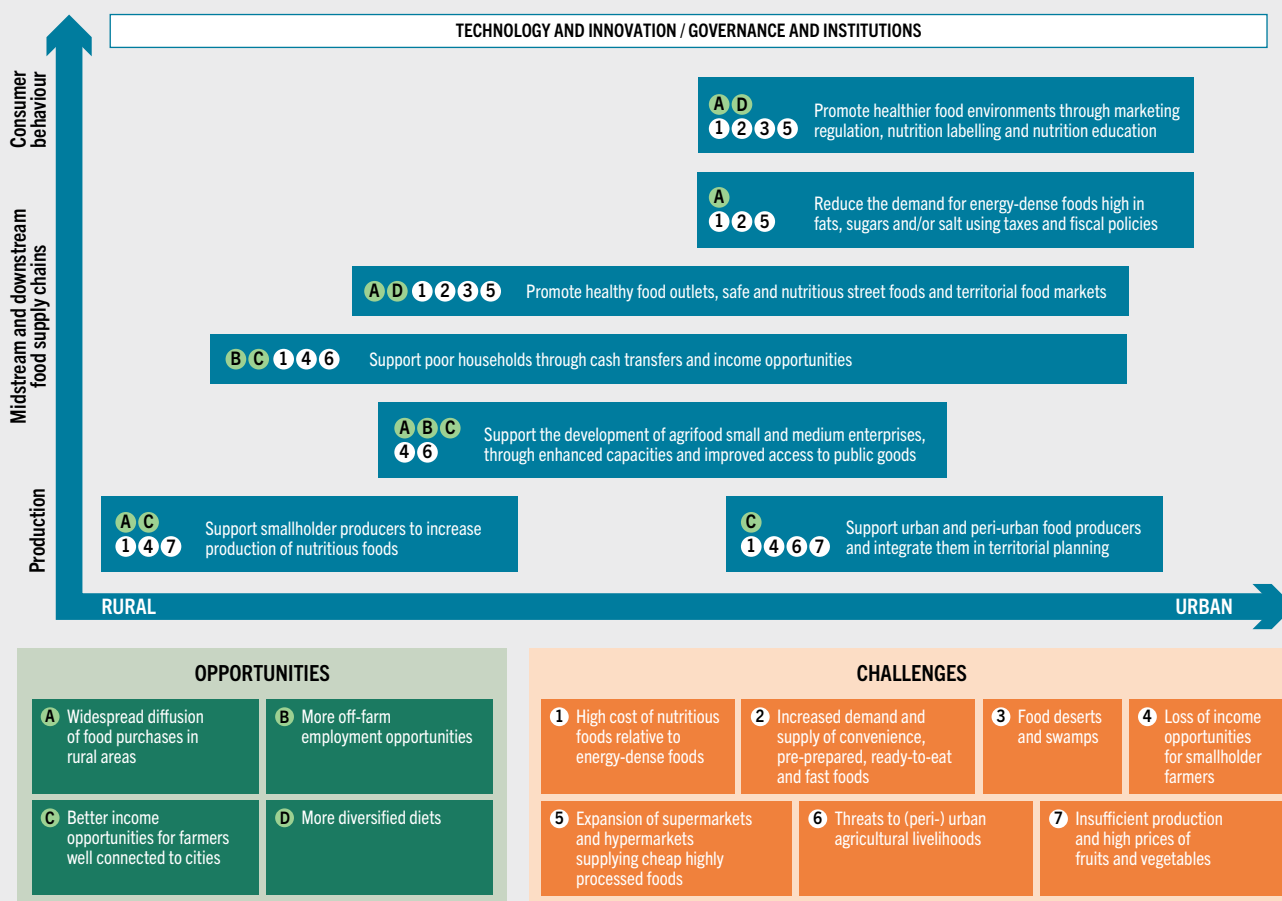 TECHNOLOGY AND INNOVATION / GOVERNANCE AND INSTITUTIONS
Consumer
behaviour
A D
1 2 3 5
Promote healthier food environments through marketing
regulation, nutrition labelling and nutrition education
A
1 2 5
Reduce the demand for energy-dense foods high in
fats, sugars and/or salt using taxes and fiscal policies
Midstream and downstream
food supply chains
A D 1 2 3 5 Promote healthy food outlets, safe and nutritious street foods and territorial food markets
B C 1 4 6 Support poor households through cash transfers and income opportunities
A B C
4 6
Support the development of agrifood small and medium enterprises,
through enhanced capacities and improved access to public goods
Production
A C
1 4 7
Support smallholder producers to increase
production of nutritious foods
C
1 4 6 7
Support urban and peri-urban food producers
and integrate them in territorial planning
RURAL
URBAN
OPPORTUNITIES
A Widespread diffusion
of food purchases in
rural areas
B More off-farm
employment opportunities
C Better income
opportunities for farmers
well connected to cities
D More diversified diets
CHALLENGES
1 High cost of nutritious
foods relative to
energy-dense foods
2 Increased demand and
supply of convenience,
pre-prepared, ready-to-eat
and fast foods
3 Food deserts
and swamps
4 Loss of income
opportunities
for smallholder
farmers
5 Expansion of supermarkets
and hypermarkets
supplying cheap highly
processed foods
6 Threats to (peri-) urban
agricultural livelihoods
7 Insufficient production
and high prices of
fruits and vegetables